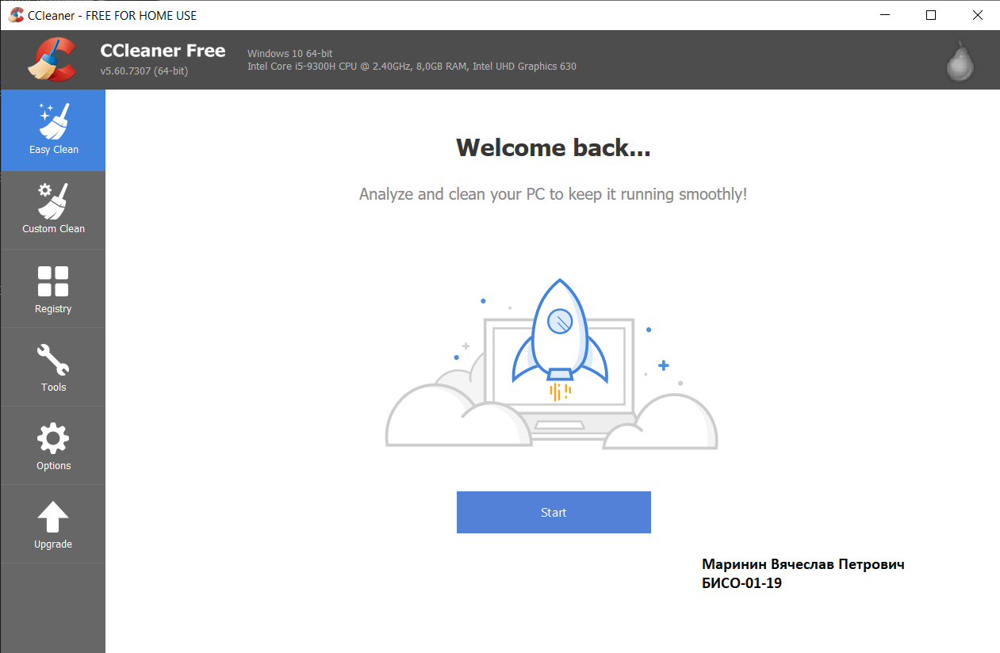 CCleaner - FREE FOR HOME USE
CCleaner Free
v5.60.7307 (64-bit)
Windows 10 64-bit
Intel Core i5-9300H CPU @ 2.40GHz, 8,0GB RAM, Intel UHD Graphics 630
Easy Clean
Custom Clean
Registry
Tools
Options
Upgrade
Welcome back...
Analyze and clean your PC to keep it running smoothly!
Start
Маринин Вячеслав Петрович
БИСО-01-19